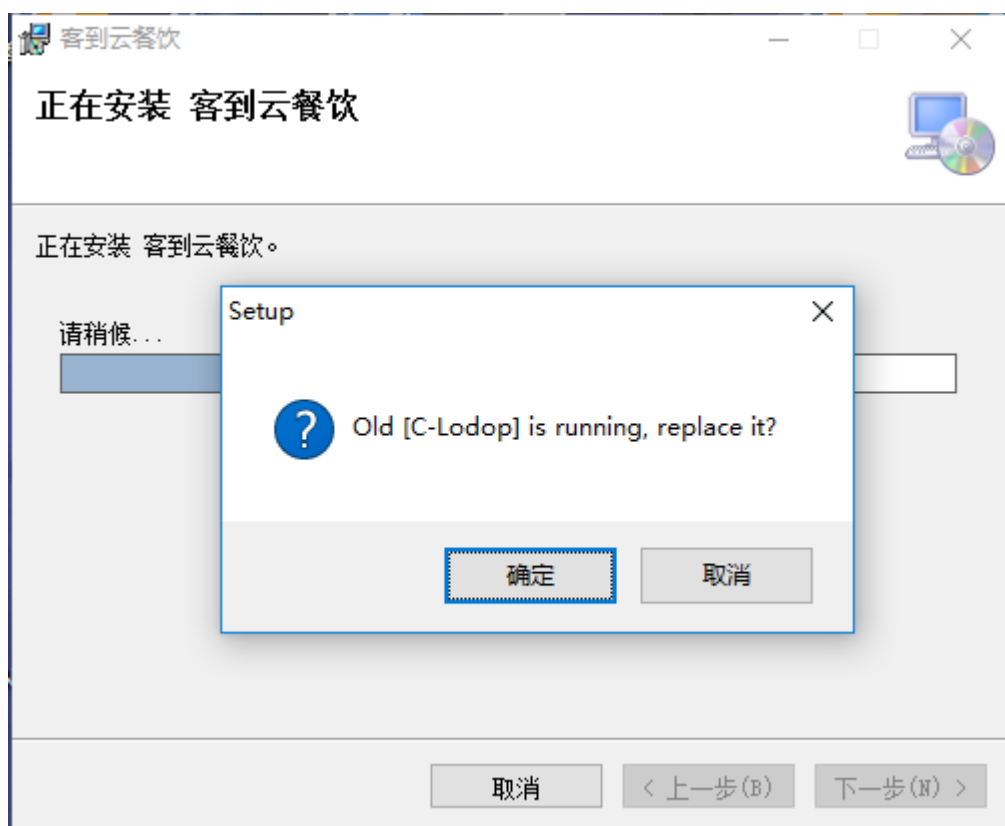 客到云餐饮
正在安装 客到云餐饮
正在安装 客到云餐饮。
请稍候...
Setup
Old [C-Lodop] is running, replace it?
确定 取消
取消 < 上一步(B) 下一步(N) >